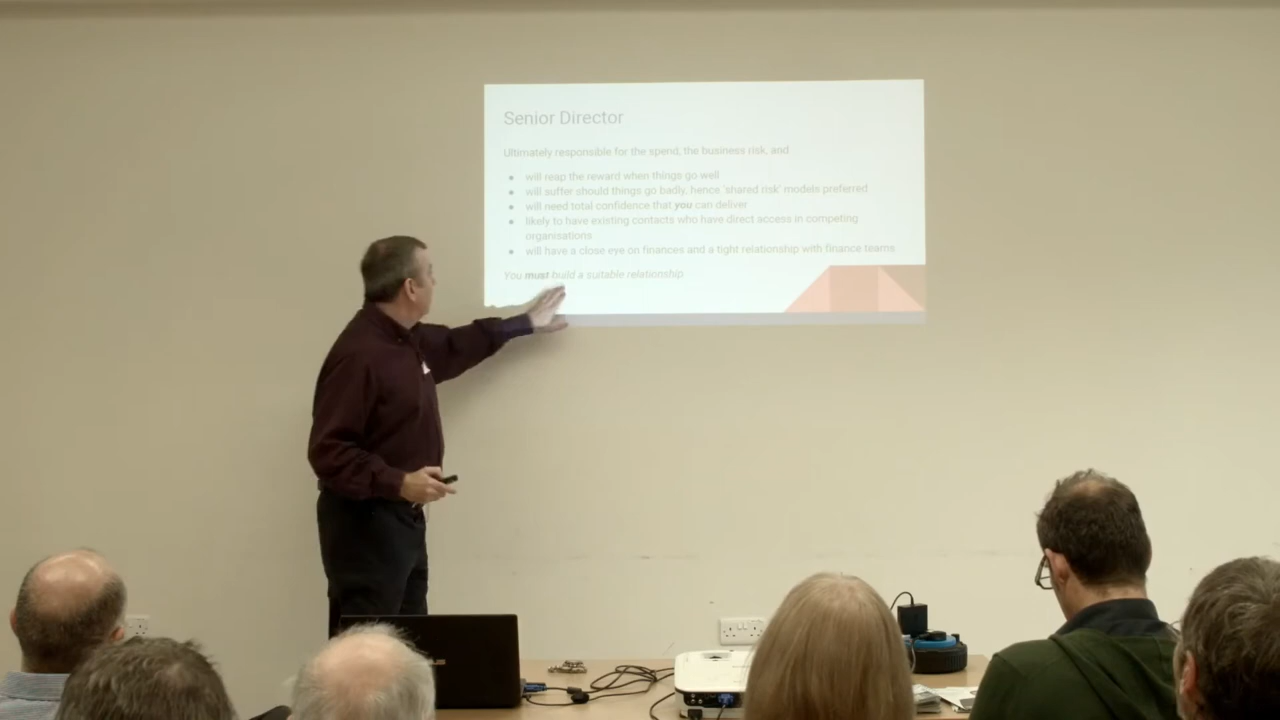 Senior Director
Ultimately responsible for the spend, the business risk, and
● will reap the reward when things go well
● will suffer should things go badly, hence 'shared risk' models preferred
● will need total confidence that you can deliver
● likely to have existing contacts who have direct access in competing
organisations
● will have a close eye on finances and a tight relationship with finance teams
You must build a suitable relationship